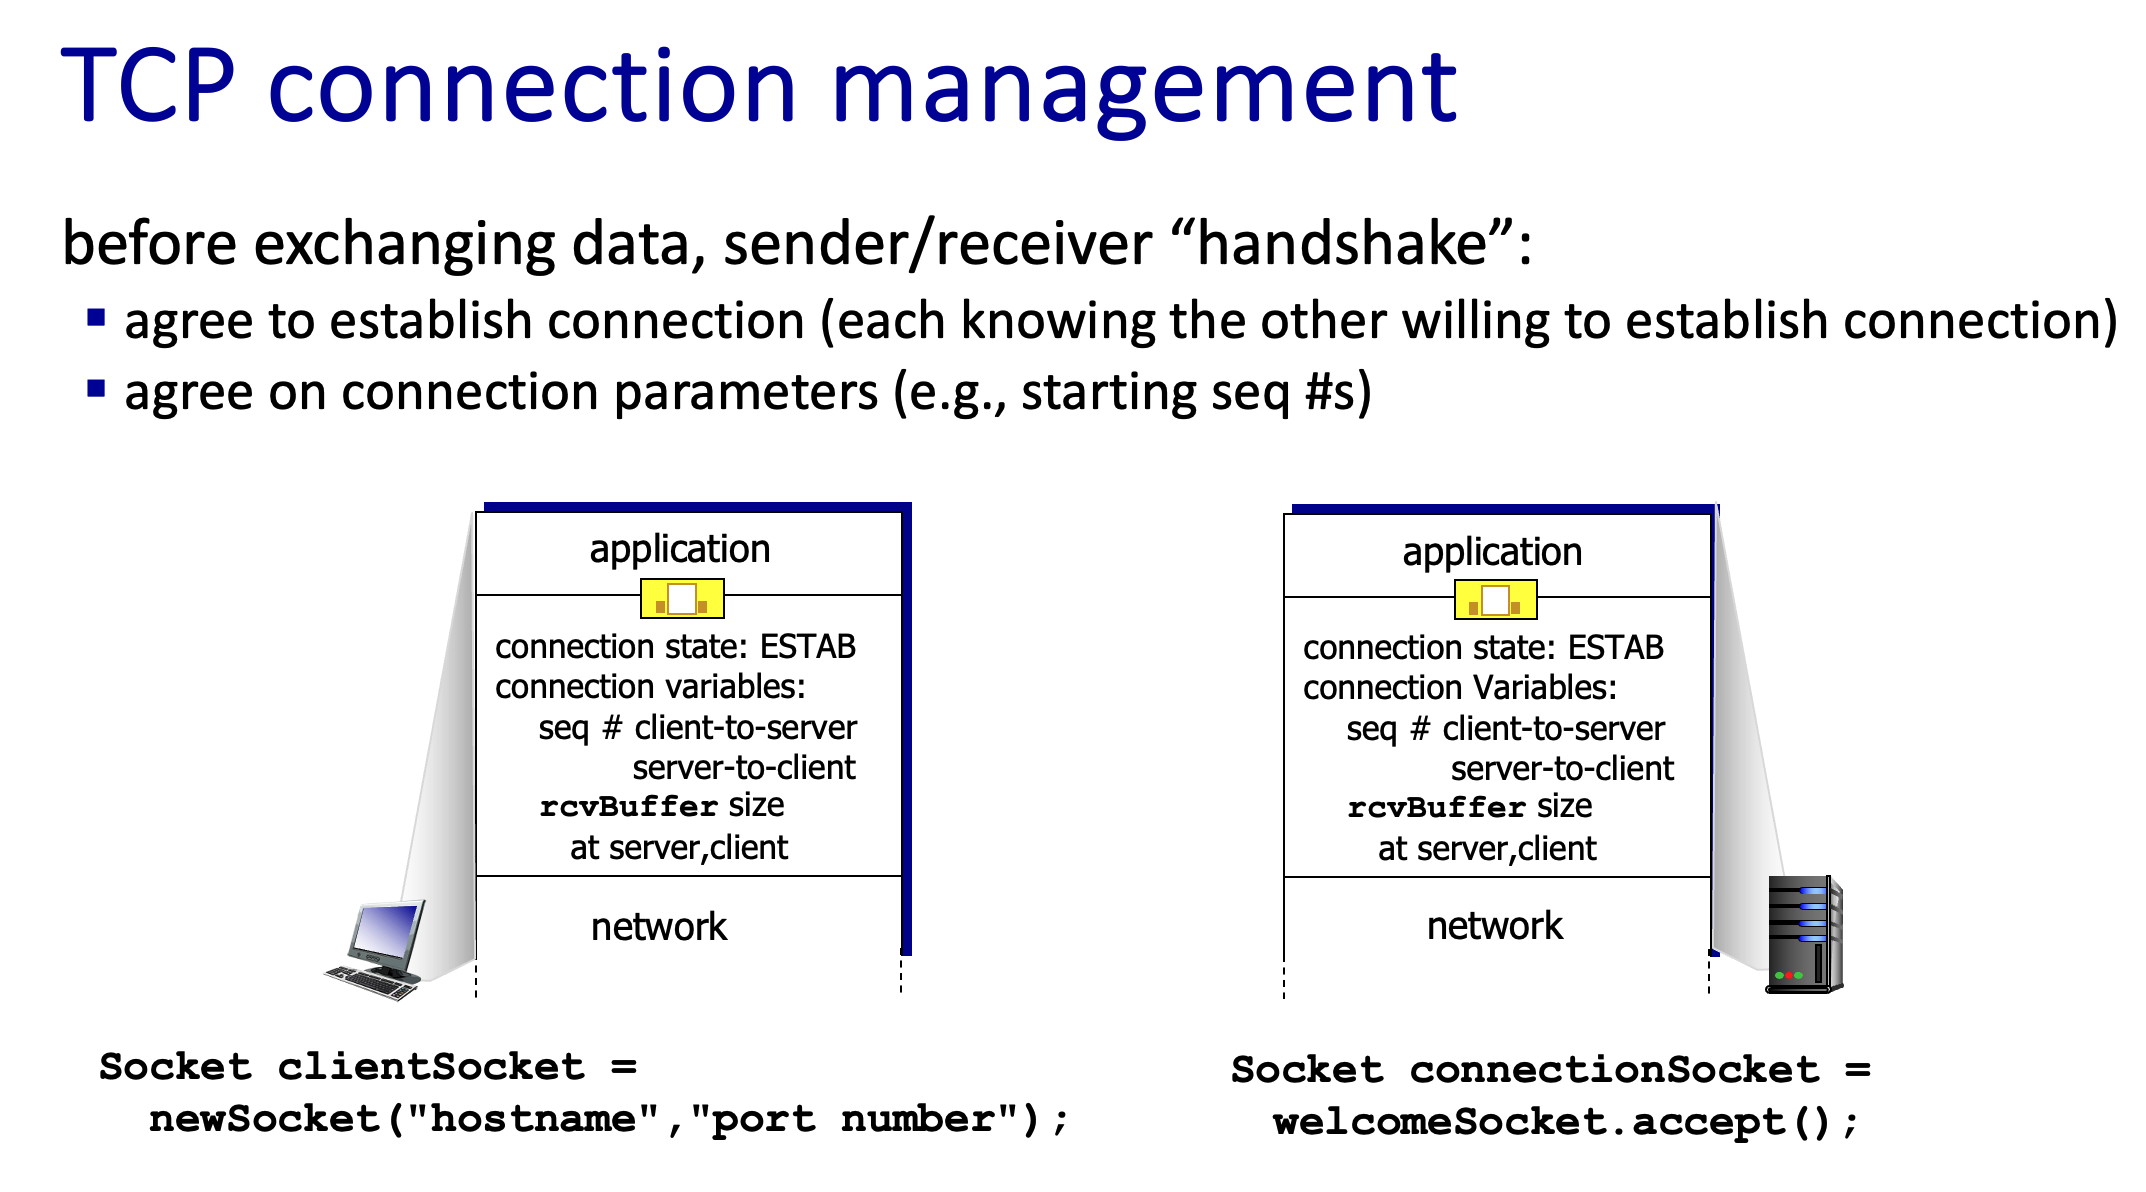 TCP connection management
before exchanging data, sender/receiver “handshake”:
▪ agree to establish connection (each knowing the other willing to establish connection)
▪ agree on connection parameters (e.g., starting seq #s)
application
connection state: ESTAB
connection variables:
seq # client-to-server
server-to-client
rcvBuffer size
at server,client
network
application
connection state: ESTAB
connection Variables:
seq # client-to-server
server-to-client
rcvBuffer size
at server,client
network
Socket clientSocket =
newSocket("hostname","port number");
Socket connectionSocket =
welcomeSocket.accept();